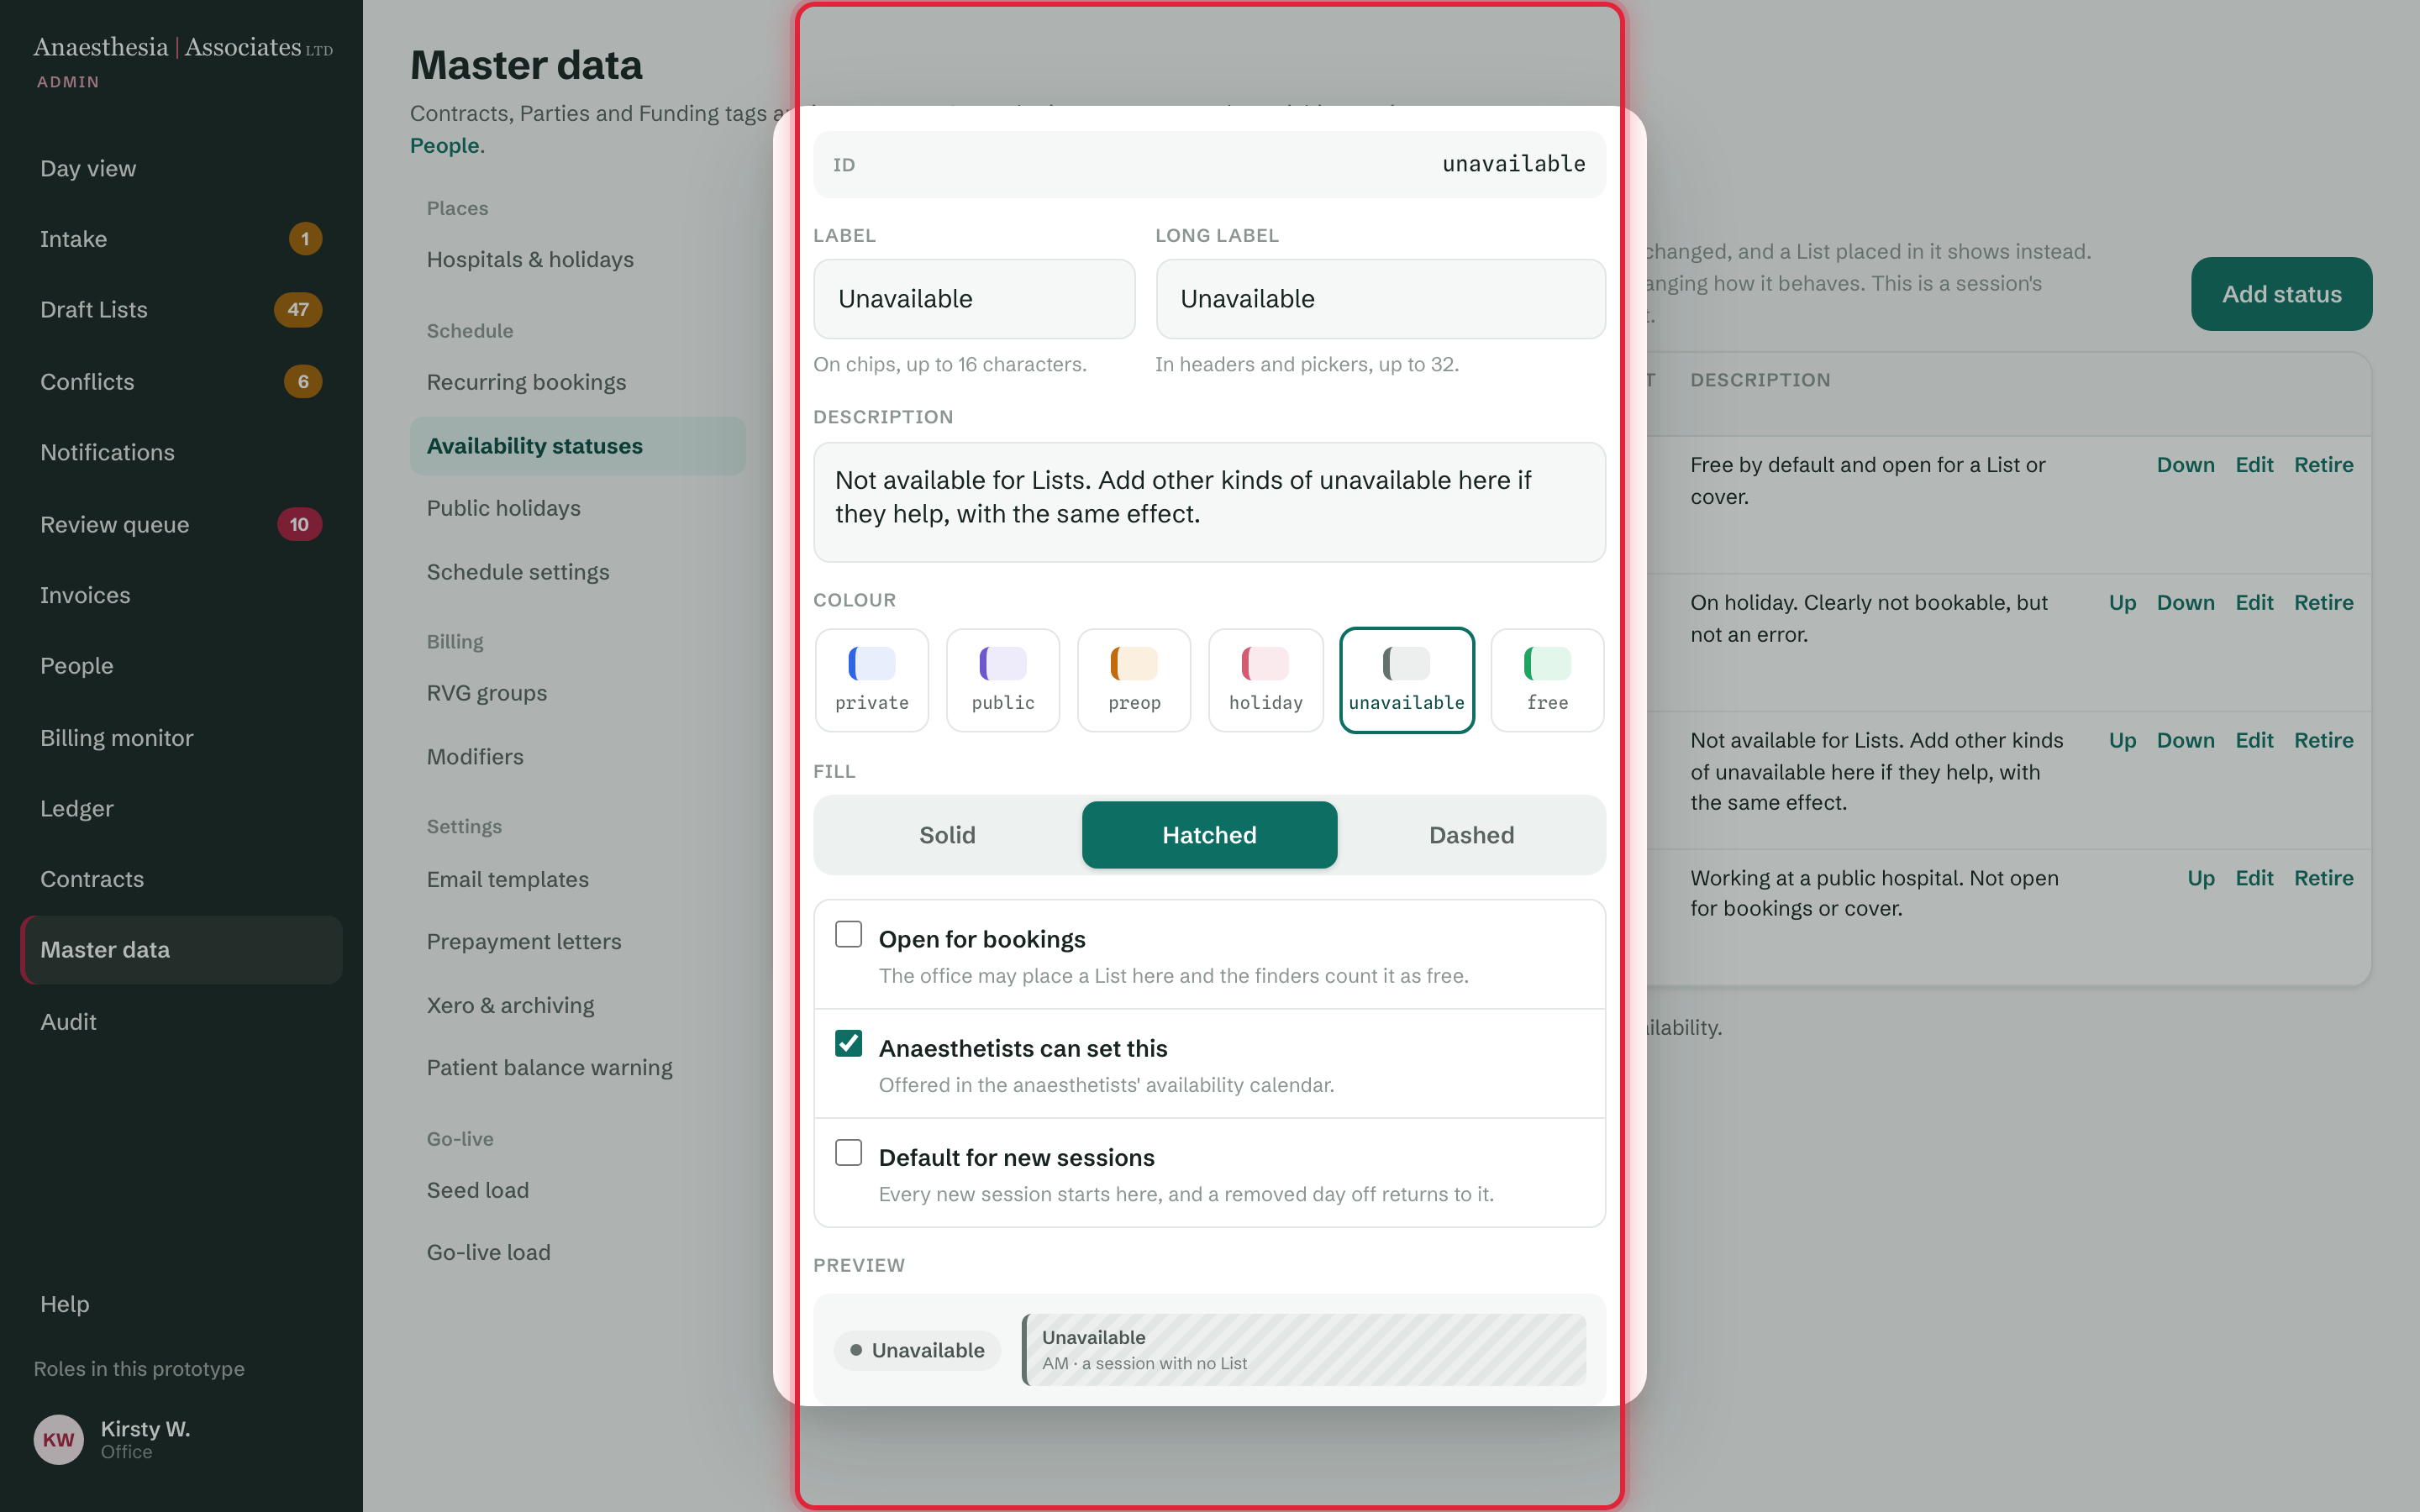 Anaesthesia | Associates LTD
ADMIN
Day view
Intake 1
Draft Lists 47
Conflicts 6
Notifications
Review queue 10
Invoices
People
Billing monitor
Ledger
Contracts
Master data
Audit
Help
Roles in this prototype
KW
Kirsty W.
Office
Master data
Contracts, Parties and Funding tags
People.
Places
Hospitals & holidays
Schedule
Recurring bookings
Availability statuses
Public holidays
Schedule settings
Billing
RVG groups
Modifiers
Settings
Email templates
Prepayment letters
Xero & archiving
Patient balance warning
Go-live
Seed load
Go-live load
ID unavailable
LABEL LONG LABEL
Unavailable Unavailable
On chips, up to 16 characters. In headers and pickers, up to 32.
DESCRIPTION
Not available for Lists. Add other kinds of unavailable here if
they help, with the same effect.
COLOUR
private public preop holiday unavailable free
FILL
Solid Hatched Dashed
Open for bookings
The office may place a List here and the finders count it as free.
Anaesthetists can set this
Offered in the anaesthetists' availability calendar.
Default for new sessions
Every new session starts here, and a removed day off returns to it.
PREVIEW
Unavailable
Unavailable
AM · a session with no List
changed, and a List placed in it shows instead.
anging how it behaves. This is a session's
Add status
DESCRIPTION
Free by default and open for a List or
cover.
Down Edit Retire
On holiday. Clearly not bookable, but
not an error.
Up Down Edit Retire
Not available for Lists. Add other kinds
of unavailable here if they help, with
the same effect.
Up Down Edit Retire
Working at a public hospital. Not open
for bookings or cover.
Up Edit Retire
ilability.